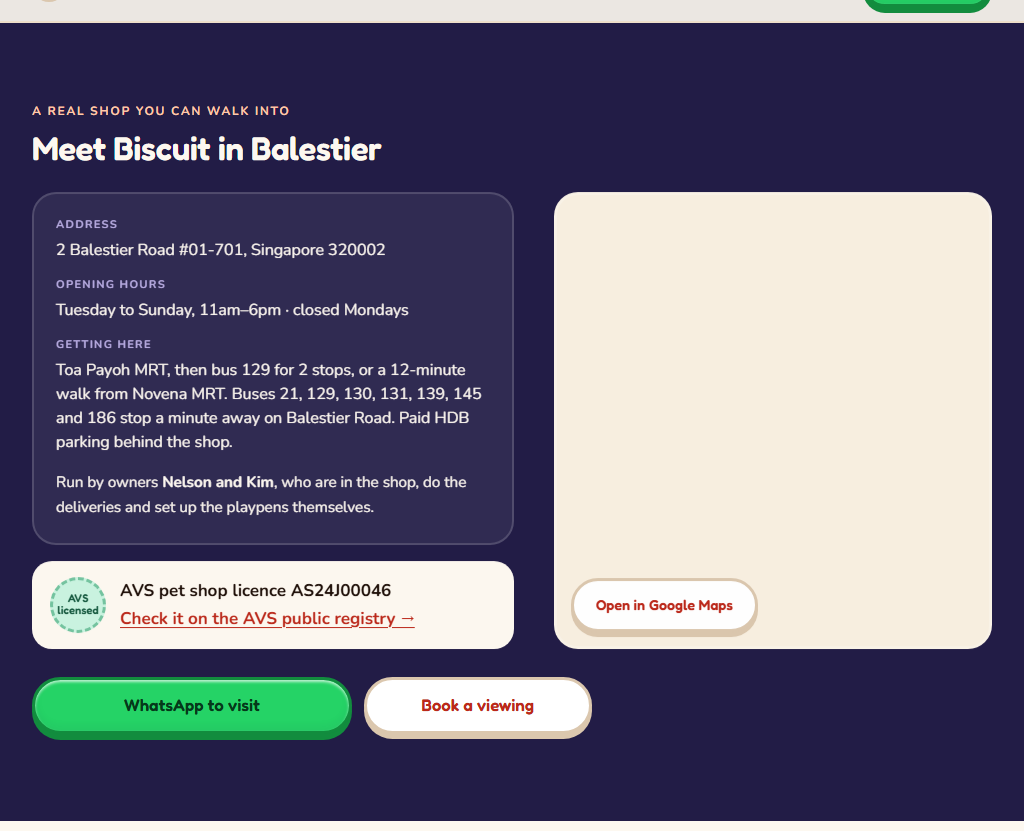 A REAL SHOP YOU CAN WALK INTO
Meet Biscuit in Balestier
ADDRESS
2 Balestier Road #01-701, Singapore 320002
OPENING HOURS
Tuesday to Sunday, 11am–6pm · closed Mondays
GETTING HERE
Toa Payoh MRT, then bus 129 for 2 stops, or a 12-minute
walk from Novena MRT. Buses 21, 129, 130, 131, 139, 145
and 186 stop a minute away on Balestier Road. Paid HDB
parking behind the shop.
Run by owners Nelson and Kim, who are in the shop, do the
deliveries and set up the playpens themselves.
AVS
licensed
AVS pet shop licence AS24J00046
Check it on the AVS public registry →
Open in Google Maps
WhatsApp to visit
Book a viewing